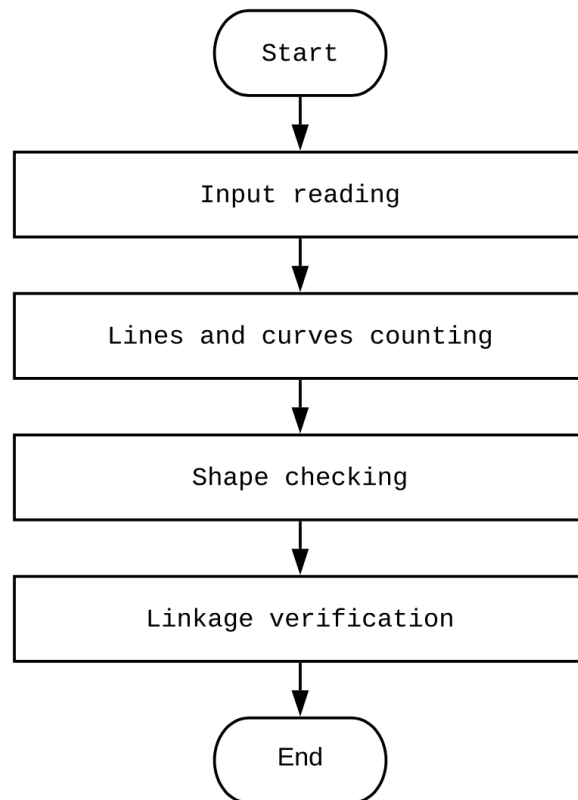 Start
Input reading
Lines and curves counting
Shape checking
Linkage verification
End